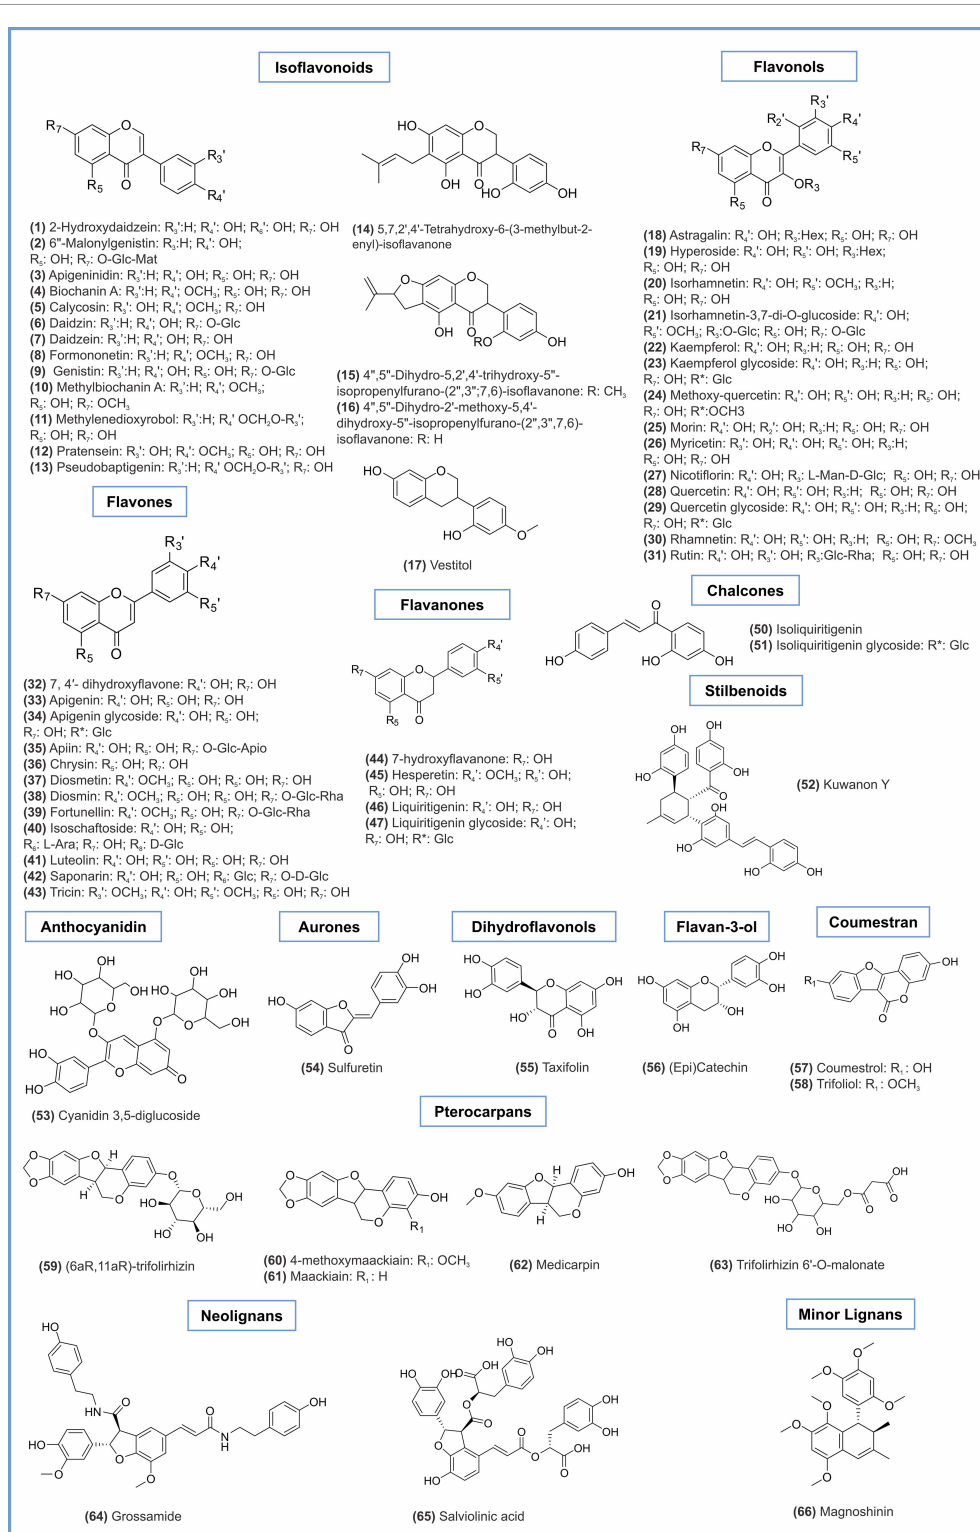 Isoflavonoids
(1) 2-Hydroxydaidzein: R₃':H; R₄': OH; R₆': OH; R₇: OH
(2) 6"-Malonylgenistin: R₃:H; R₄': OH;
R₅: OH; R₇: O-Glc-Mat
(3) Apigeninidin: R₃':H; R₄'; OH; R₅: OH; R₇: OH
(4) Biochanin A: R₃':H; R₄'; OCH₃; R₅: OH; R₇: OH
(5) Calycosin: R₃': OH; R₄'; OCH₃; R₇: OH
(6) Daidzin: R₃':H; R₄'; OH; R₇: O-Glc
(7) Daidzein: R₃':H; R₄'; OH; R₇: OH
(8) Formononetin: R₃':H; R₄'; OCH₃; R₇: OH
(9) Genistin: R₃':H; R₄'; OH; R₅: OH; R₇: O-Glc
(10) Methylbiochanin A: R₃':H; R₄'; OCH₃;
R₅: OH; R₇: OCH₃
(11) Methylenedioxyrobol: R₃':H; R₄' OCH₂O-R₃';
R₅: OH; R₇: OH
(12) Pratensein: R₃': OH; R₄': OCH₃; R₅: OH; R₇: OH
(13) Pseudobaptigenin: R₃':H; R₄' OCH₂O-R₃'; R₇: OH
(14) 5,7,2',4'-Tetrahydroxy-6-(3-methylbut-2-
enyl)-isoflavanone
(15) 4",5"-Dihydro-5,2',4'-trihydroxy-5"-
isopropenylfurano-(2",3";7,6)-isoflavanone: R: CH₃
(16) 4",5"-Dihydro-2'-methoxy-5,4'-
dihydroxy-5"-isopropenylfurano-(2",3",7,6)-
isoflavanone: R: H
(17) Vestitol
Flavonols
(18) Astragalin: R₄': OH; R₃:Hex; R₅: OH; R₇: OH
(19) Hyperoside: R₄': OH; R₅': OH; R₃:Hex;
R₅: OH; R₇: OH
(20) Isorhamnetin: R₄': OH; R₅': OCH₃; R₃:H;
R₅: OH; R₇: OH
(21) Isorhamnetin-3,7-di-O-glucoside: R₄': OH;
R₅': OCH₃; R₃:O-Glc; R₅: OH; R₇: O-Glc
(22) Kaempferol: R₄': OH; R₃:H; R₅: OH; R₇: OH
(23) Kaempferol glycoside: R₄': OH; R₃:H; R₅: OH;
R₇: OH; R*: Glc
(24) Methoxy-quercetin: R₄': OH; R₅': OH; R₃:H; R₅: OH;
R₇: OH; R*:OCH3
(25) Morin: R₄': OH; R₂': OH; R₃:H; R₅: OH; R₇: OH
(26) Myricetin: R₃': OH; R₄': OH; R₅': OH; R₃:H;
R₅: OH; R₇: OH
(27) Nicotiflorin: R₄': OH; R₃: L-Man-D-Glc; R₅: OH; R₇: OH
(28) Quercetin: R₄': OH; R₅': OH; R₃:H; R₅: OH; R₇: OH
(29) Quercetin glycoside: R₄': OH; R₅': OH; R₃:H; R₅: OH;
R₇: OH; R*: Glc
(30) Rhamnetin: R₄': OH; R₅': OH; R₃:H; R₅: OH; R₇: OCH₃
(31) Rutin: R₄': OH; R₃': OH; R₃:Glc-Rha; R₅: OH; R₇: OH
Flavones
(32) 7, 4′- dihydroxyflavone: R₄': OH; R₇: OH
(33) Apigenin: R₄': OH; R₅: OH; R₇: OH
(34) Apigenin glycoside: R₄': OH; R₅: OH;
R₇: OH; R*: Glc
(35) Apiin: R₄': OH; R₅: OH; R₇: O-Glc-Apio
(36) Chrysin: R₅: OH; R₇: OH
(37) Diosmetin: R₄': OCH₃; R₅: OH; R₅: OH; R₇: OH
(38) Diosmin: R₄': OCH₃; R₅: OH; R₅: OH; R₇: O-Glc-Rha
(39) Fortunellin: R₄': OCH₃; R₅: OH; R₇: O-Glc-Rha
(40) Isoschaftoside: R₄': OH; R₅: OH;
R₆: L-Ara; R₇: OH; R₈: D-Glc
(41) Luteolin: R₄': OH; R₅': OH; R₅: OH; R₇: OH
(42) Saponarin: R₄': OH; R₅: OH; R₆: Glc; R₇: O-D-Glc
(43) Tricin: R₃': OCH₃; R₄': OH; R₅': OCH₃; R₅: OH; R₇: OH
Flavanones
(44) 7-hydroxyflavanone: R₇: OH
(45) Hesperetin: R₄': OCH₃; R₅': OH;
R₅: OH; R₇: OH
(46) Liquiritigenin: R₄': OH; R₇: OH
(47) Liquiritigenin glycoside: R₄': OH;
R₇: OH; R*: Glc
Chalcones
(50) Isoliquiritigenin
(51) Isoliquiritigenin glycoside: R*: Glc
Stilbenoids
(52) Kuwanon Y
Anthocyanidin
(53) Cyanidin 3,5-diglucoside
Aurones
(54) Sulfuretin
Dihydroflavonols
(55) Taxifolin
Flavan-3-ol
(56) (Epi)Catechin
Coumestran
(57) Coumestrol: R₁ : OH
(58) Trifoliol: R₁ : OCH₃
Pterocarpans
(59) (6aR,11aR)-trifolirhizin
(60) 4-methoxymaackiain: R₁: OCH₃
(61) Maackiain: R₁ : H
(62) Medicarpin
(63) Trifolirhizin 6'-O-malonate
Neolignans
(64) Grossamide
(65) Salviolinic acid
Minor Lignans
(66) Magnoshinin